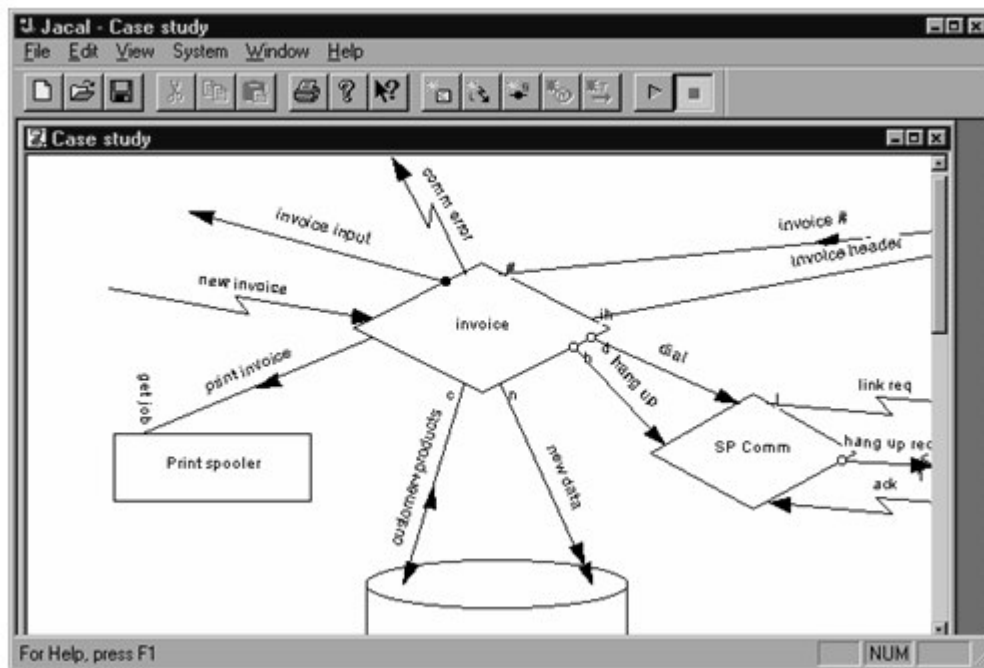 Jacal - Case study
File Edit View System Window Help
Case study
comm error
invoice input
invoice #
invoice header
new invoice
#
invoice
ih
dial
d
h
hang up
print invoice
get job
link req
c
n
l
SP Comm
hang up req
Print spooler
customer+products
new data
ack
For Help, press F1
NUM